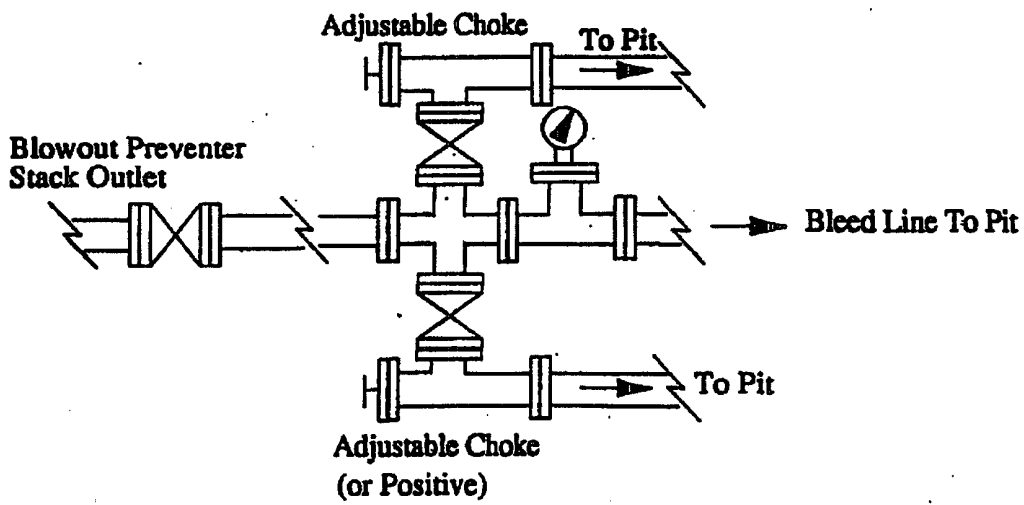 Adjustable Choke
To Pit
Blowout Preventer
Stack Outlet
Bleed Line To Pit
To Pit
Adjustable Choke
(or Positive)